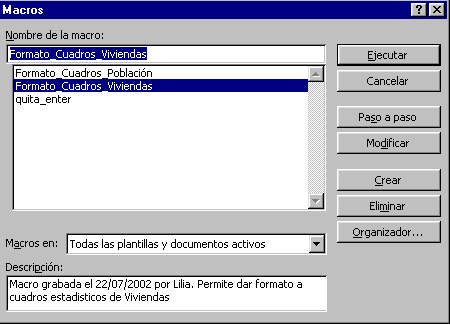 Macros
Nombre de la macro:
Formato_Cuadros_Viviendas
Formato_Cuadros_Población
Formato_Cuadros_Viviendas
quita_enter
Ejecutar
Cancelar
Paso a paso
Modificar
Crear
Eliminar
Organizador...
Macros en:
Todas las plantillas y documentos activos
Descripción:
Macro grabada el 22/07/2002 por Lilia. Permite dar formato a
cuadros estadisticos de Viviendas